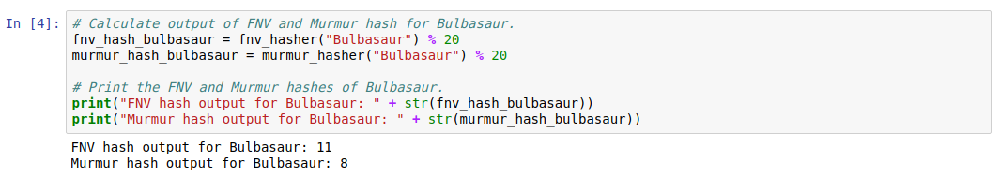 In [4]: # Calculate output of FNV and Murmur hash for Bulbasaur.
fnv_hash_bulbasaur = fnv_hasher("Bulbasaur") % 20
murmur_hash_bulbasaur = murmur_hasher("Bulbasaur") % 20
# Print the FNV and Murmur hashes of Bulbasaur.
print("FNV hash output for Bulbasaur: " + str(fnv_hash_bulbasaur))
print("Murmur hash output for Bulbasaur: " + str(murmur_hash_bulbasaur))
FNV hash output for Bulbasaur: 11
Murmur hash output for Bulbasaur: 8